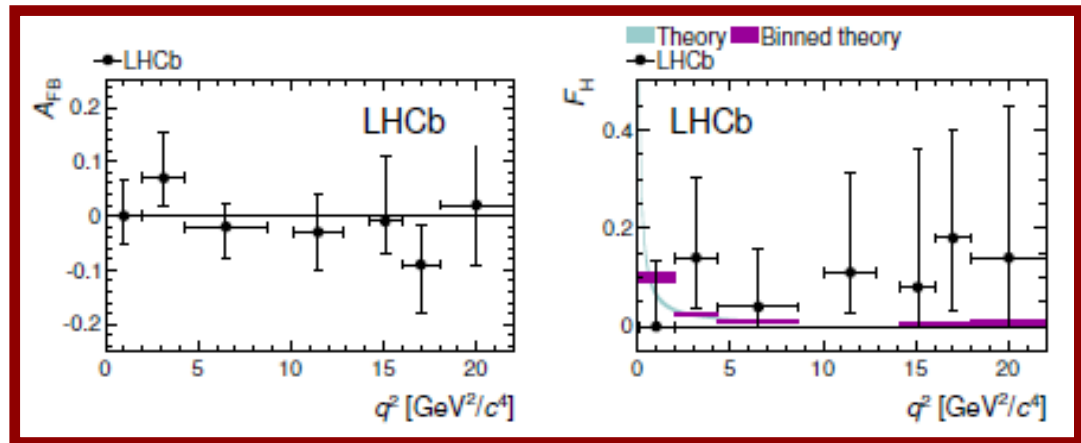 LHCb
A_FB
0.2
0.1
0
-0.1
-0.2
LHCb
0 5 10 15 20
q² [GeV²/c⁴]
Theory Binned theory
LHCb
F_H
0.4
0.2
0
LHCb
0 5 10 15 20
q² [GeV²/c⁴]